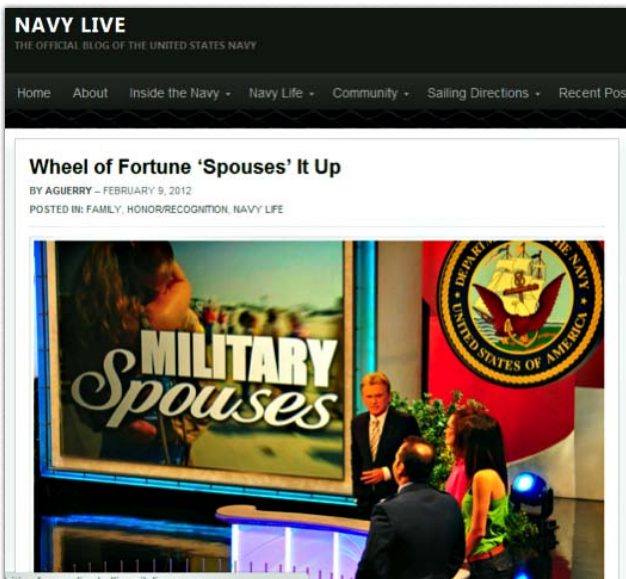 NAVY LIVE
THE OFFICIAL BLOG OF THE UNITED STATES NAVY
Home About Inside the Navy Navy Life Community Sailing Directions Recent Pos
Wheel of Fortune ‘Spouses’ It Up
BY AGUERRY – FEBRUARY 9, 2012
POSTED IN: FAMILY, HONOR/RECOGNITION, NAVY LIFE
MILITARY
Spouses
DEPARTMENT OF THE NAVY
UNITED STATES OF AMERICA